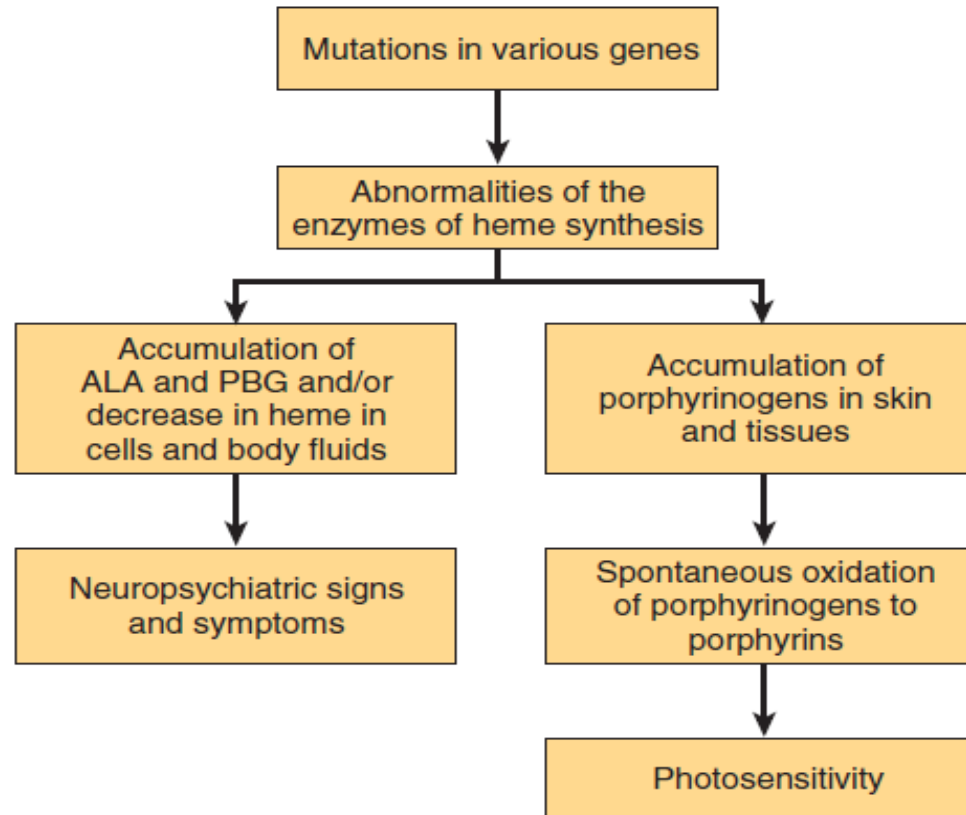 Mutations in various genes
Abnormalities of the
enzymes of heme synthesis
Accumulation of
ALA and PBG and/or
decrease in heme in
cells and body fluids
Neuropsychiatric signs
and symptoms
Accumulation of
porphyrinogens in skin
and tissues
Spontaneous oxidation
of porphyrinogens to
porphyrins
Photosensitivity